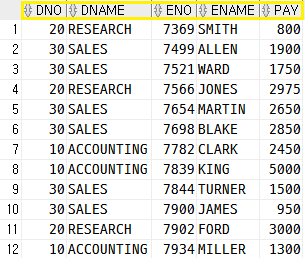 DNO DNAME ENO ENAME PAY
1 20 RESEARCH 7369 SMITH 800
2 30 SALES 7499 ALLEN 1900
3 30 SALES 7521 WARD 1750
4 20 RESEARCH 7566 JONES 2975
5 30 SALES 7654 MARTIN 2650
6 30 SALES 7698 BLAKE 2850
7 10 ACCOUNTING 7782 CLARK 2450
8 10 ACCOUNTING 7839 KING 5000
9 30 SALES 7844 TURNER 1500
10 30 SALES 7900 JAMES 950
11 20 RESEARCH 7902 FORD 3000
12 10 ACCOUNTING 7934 MILLER 1300